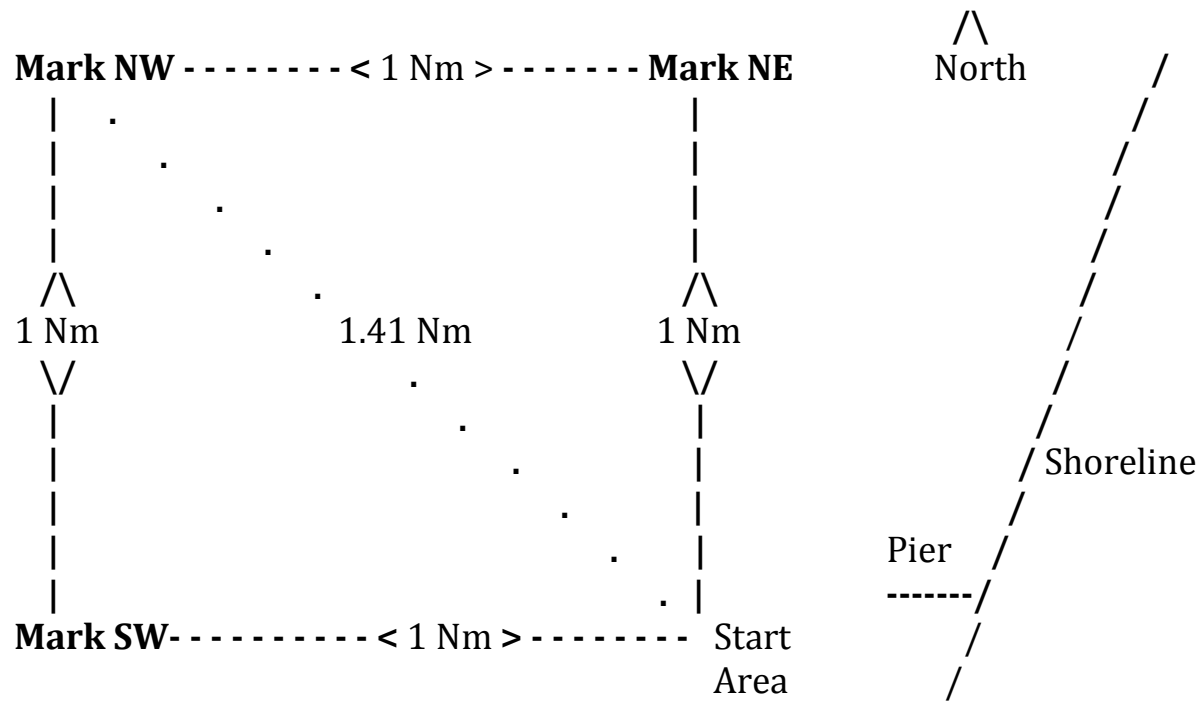 North
Mark NW - - - - - - - - < 1 Nm > - - - - - - - Mark NE
1 Nm 1.41 Nm 1 Nm
Shoreline
Pier
Mark SW- - - - - - - - - - < 1 Nm > - - - - - - - - Start
Area